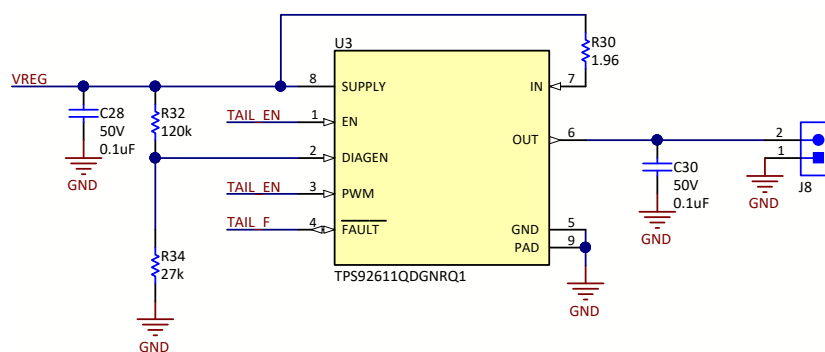 U3
R30
1.96
VREG
8
SUPPLY
IN
7
C28
50V
0.1uF
R32
120k
TAIL_EN
1
EN
OUT
6
2
2
DIAGEN
1
C30
50V
0.1uF
J8
GND
TAIL_EN
3
PWM
GND
TAIL_F
4
FAULT
GND
5
PAD
9
GND
R34
27k
TPS92611QDGNRQ1
GND
GND